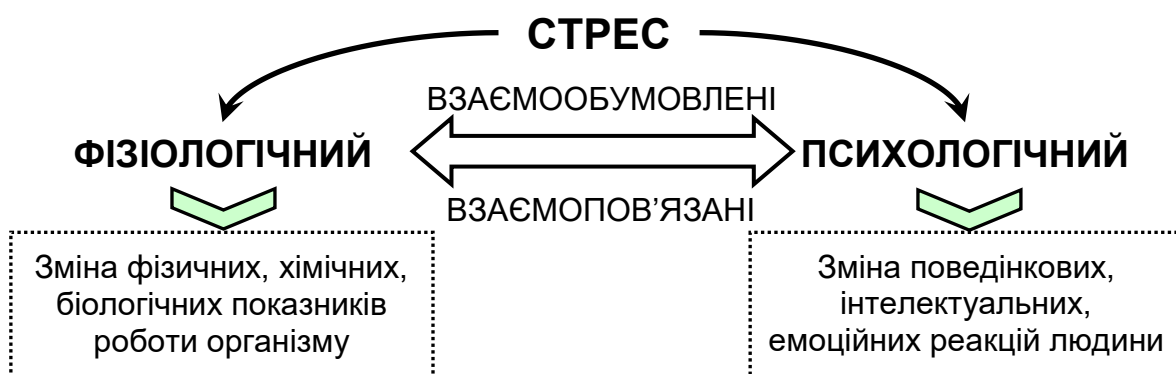 СТРЕС
ВЗАЄМООБУМОВЛЕНІ
ФІЗІОЛОГІЧНИЙ
ПСИХОЛОГІЧНИЙ
ВЗАЄМОПОВ’ЯЗАНІ
Зміна фізичних, хімічних,
біологічних показників
роботи організму
Зміна поведінкових,
інтелектуальних,
емоційних реакцій людини